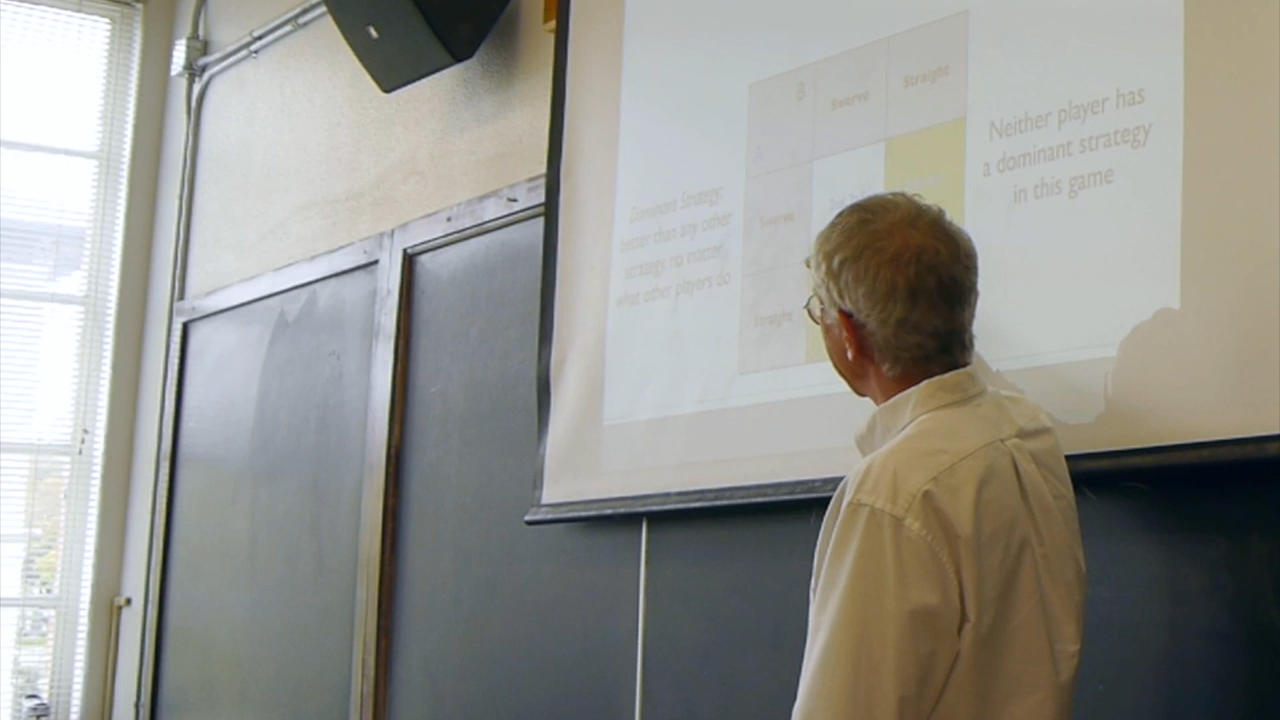 B
Swerve
Straight
A
Swerve
Straight
Dominant Strategy:
better than any other
strategy, no matter
what other players do
Neither player has
a dominant strategy
in this game